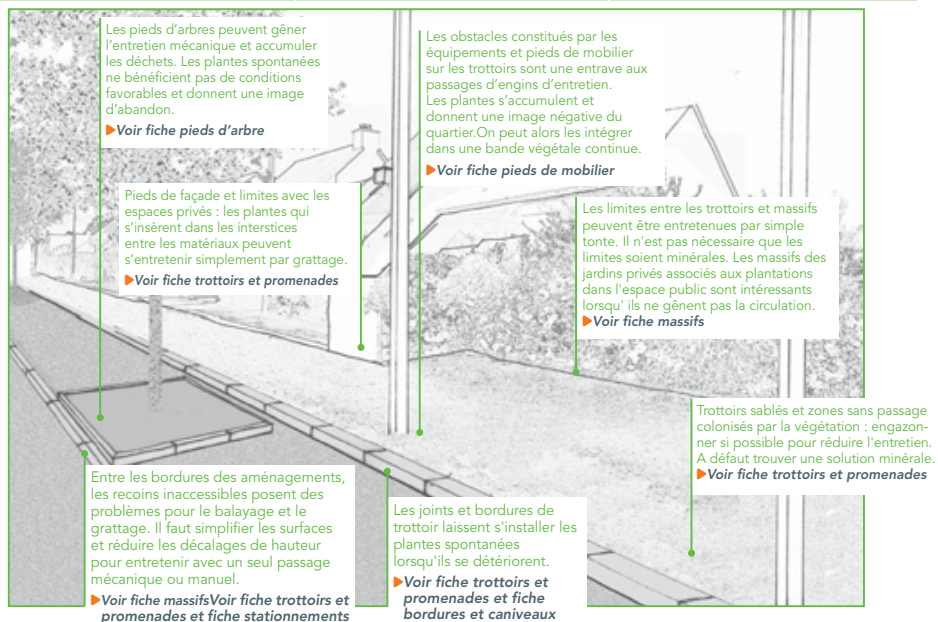 Les pieds d'arbres peuvent gêner
l'entretien mécanique et accumuler
les déchets. Les plantes spontanées
ne bénéficient pas de conditions
favorables et donnent une image
d'abandon.
Voir fiche pieds d'arbre
Les obstacles constitués par les
équipements et pieds de mobilier
sur les trottoirs sont une entrave aux
passages d'engins d'entretien.
Les plantes s'accumulent et
donnent une image négative du
quartier.On peut alors les intégrer
dans une bande végétale continue.
Voir fiche pieds de mobilier
Pieds de façade et limites avec les
espaces privés : les plantes qui
s'insèrent dans les interstices
entre les matériaux peuvent
s'entretenir simplement par grattage.
Voir fiche trottoirs et promenades
Les limites entre les trottoirs et massifs
peuvent être entretenues par simple
tonte. Il n'est pas nécessaire que les
limites soient minérales. Les massifs des
jardins privés associés aux plantations
dans l'espace public sont intéressants
lorsqu' ils ne gênent pas la circulation.
Voir fiche massifs
Trottoirs sablés et zones sans passage
colonisés par la végétation : engazon-
ner si possible pour réduire l'entretien.
A défaut trouver une solution minérale.
Voir fiche trottoirs et promenades
Entre les bordures des aménagements,
les recoins inaccessibles posent des
problèmes pour le balayage et le
grattage. Il faut simplifier les surfaces
et réduire les décalages de hauteur
pour entretenir avec un seul passage
mécanique ou manuel.
Voir fiche massifsVoir fiche trottoirs et
promenades et fiche stationnements
Les joints et bordures de
trottoir laissent s'installer les
plantes spontanées
lorsqu'ils se détériorent.
Voir fiche trottoirs et
promenades et fiche
bordures et caniveaux